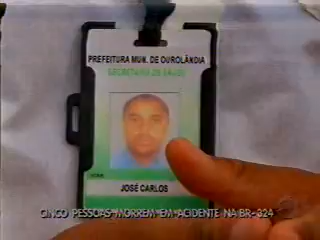 PREFEITURA MUN. DE OUROLÂNDIA
SECRETARIA DE SAÚDE
JOSÉ CARLOS
CINCO PESSOAS MORREM EM ACIDENTE NA BR-324